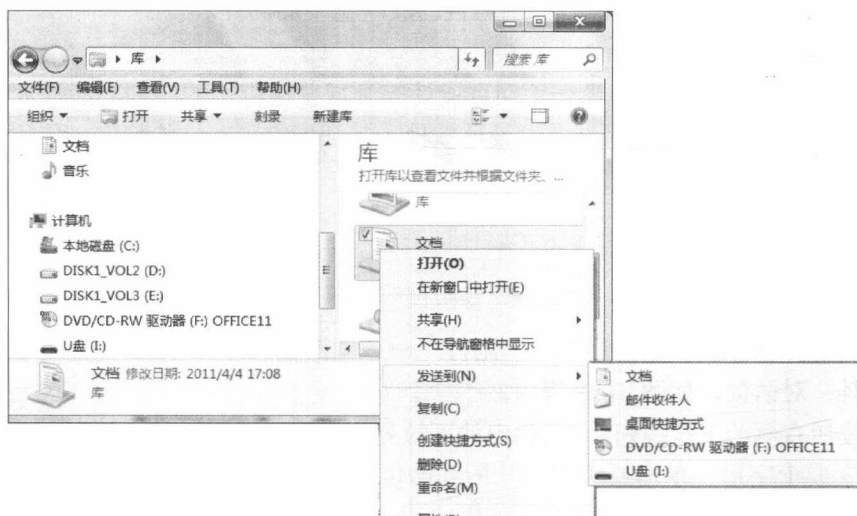 库
搜索 库
文件(F) 编辑(E) 查看(V) 工具(T) 帮助(H)
组织 打开 共享 刻录 新建库
文档
音乐
计算机
本地磁盘 (C:)
DISK1_VOL2 (D:)
DISK1_VOL3 (E:)
DVD/CD-RW 驱动器 (F:) OFFICE11
U盘 (I:)
库
打开库以查看文件并根据文件夹、...
库
文档
打开(O)
在新窗口中打开(E)
共享(H)
不在导航窗格中显示
发送到(N)
复制(C)
创建快捷方式(S)
删除(D)
重命名(M)
文档
邮件收件人
桌面快捷方式
DVD/CD-RW 驱动器 (F:) OFFICE11
U盘 (I:)
文档 修改日期: 2011/4/4 17:08
库